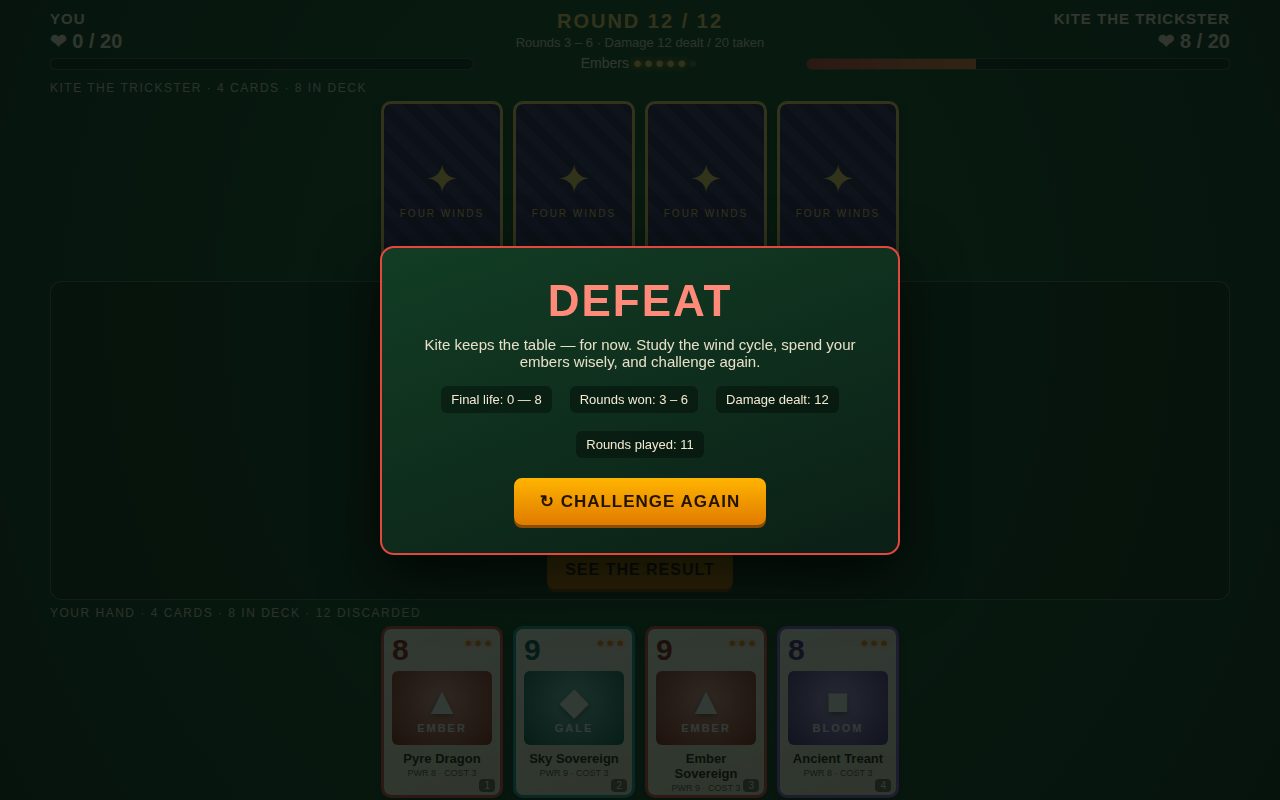 YOU
❤ 0 / 20
ROUND 12 / 12
Rounds 3 – 6 · Damage 12 dealt / 20 taken
Embers
KITE THE TRICKSTER
❤ 8 / 20
KITE THE TRICKSTER · 4 CARDS · 8 IN DECK
FOUR WINDS
FOUR WINDS
FOUR WINDS
FOUR WINDS
DEFEAT
Kite keeps the table — for now. Study the wind cycle, spend your
embers wisely, and challenge again.
Final life: 0 — 8
Rounds won: 3 – 6
Damage dealt: 12
Rounds played: 11
↻ CHALLENGE AGAIN
SEE THE RESULT
YOUR HAND · 4 CARDS · 8 IN DECK · 12 DISCARDED
8
EMBER
Pyre Dragon
PWR 8 · COST 3
1
9
GALE
Sky Sovereign
PWR 9 · COST 3
2
9
EMBER
Ember
Sovereign
PWR 9 · COST 3
3
8
BLOOM
Ancient Treant
PWR 8 · COST 3
4